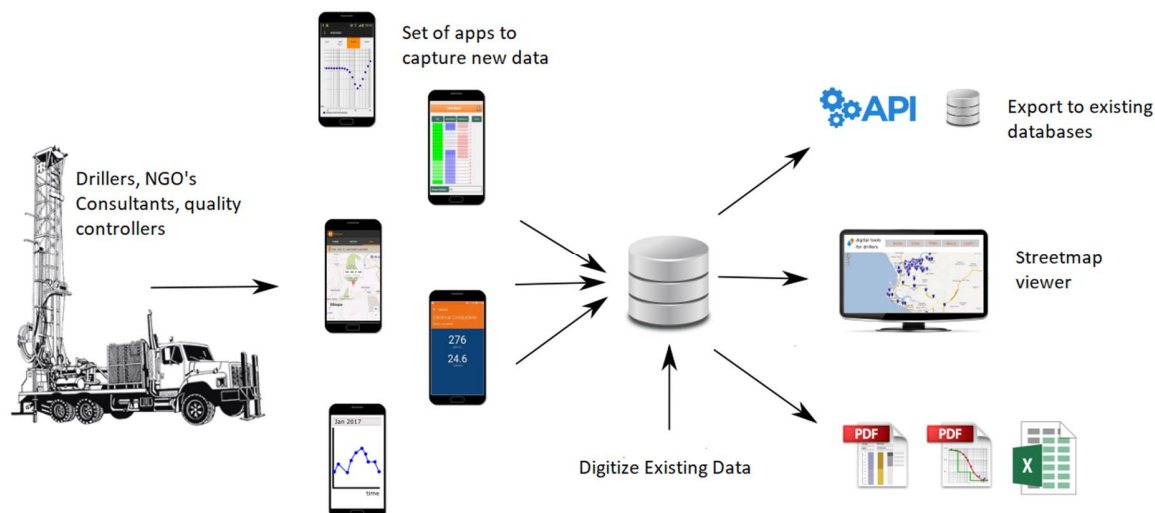 Set of apps to
capture new data
Drillers, NGO's
Consultants, quality
controllers
276
24.6
Jan 2017
time
Digitize Existing Data
API
Export to existing
databases
digital tools
for drillers
Streetmap
viewer
PDF
PDF
X